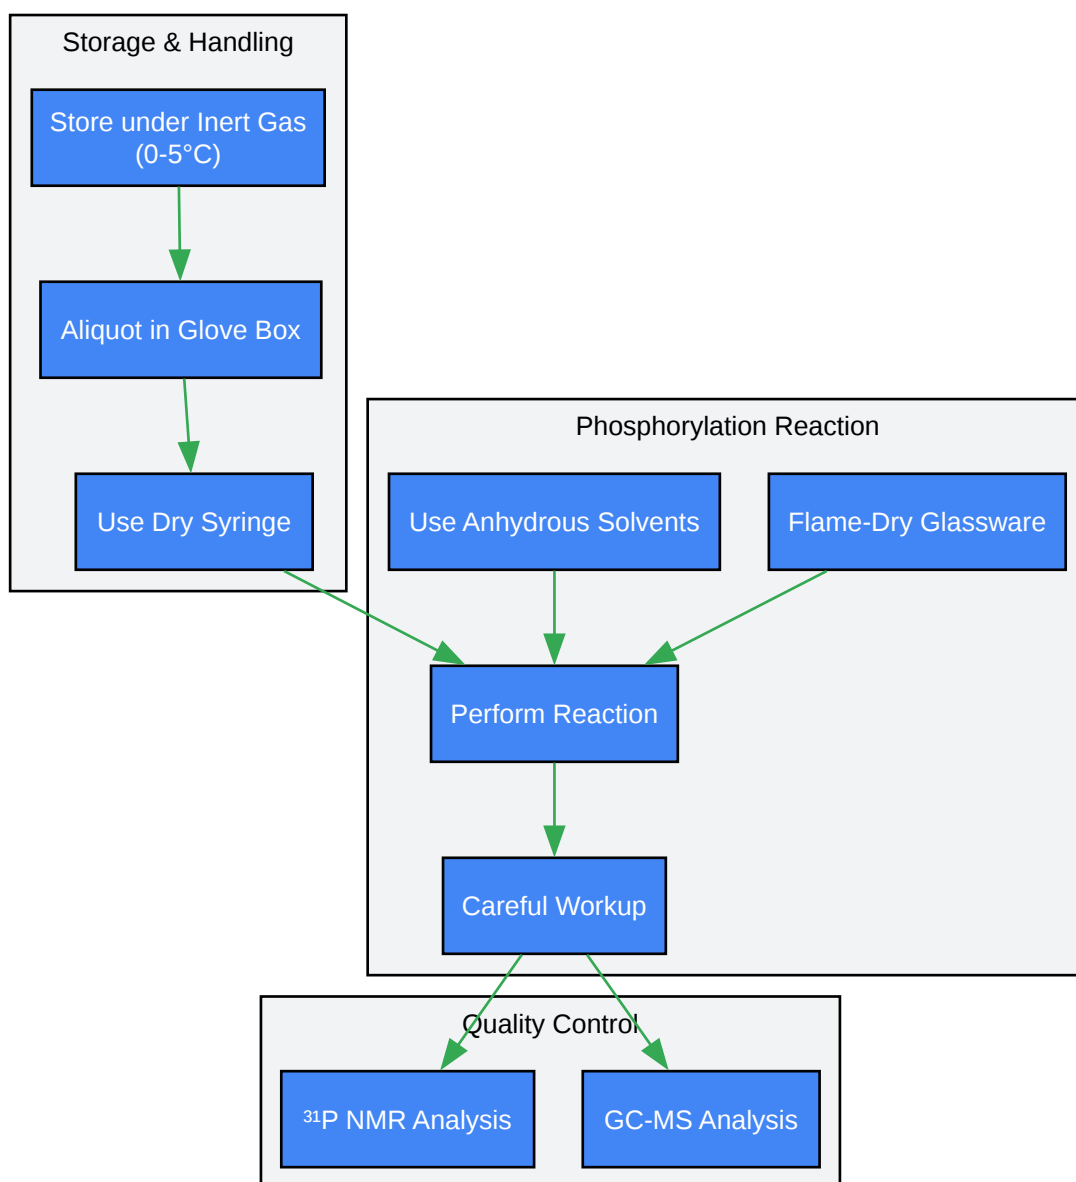 Storage & Handling
Store under Inert Gas
(0-5°C)
Aliquot in Glove Box
Use Dry Syringe
Phosphorylation Reaction
Use Anhydrous Solvents
Flame-Dry Glassware
Perform Reaction
Careful Workup
Quality Control
³¹P NMR Analysis
GC-MS Analysis